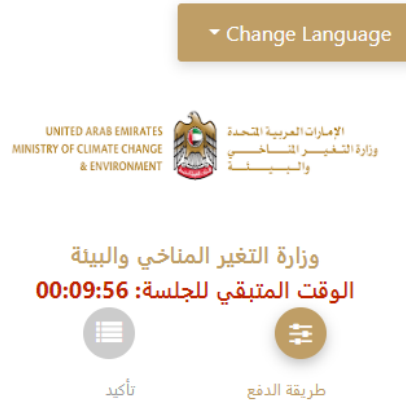 Change Language
الإمارات العربية المتحدة
وزارة التغيير المناخي
والبيئة
UNITED ARAB EMIRATES
MINISTRY OF CLIMATE CHANGE
& ENVIRONMENT
وزارة التغير المناخي والبيئة
الوقت المتبقي للجلسة: 00:09:56
طريقة الدفع
تأكيد